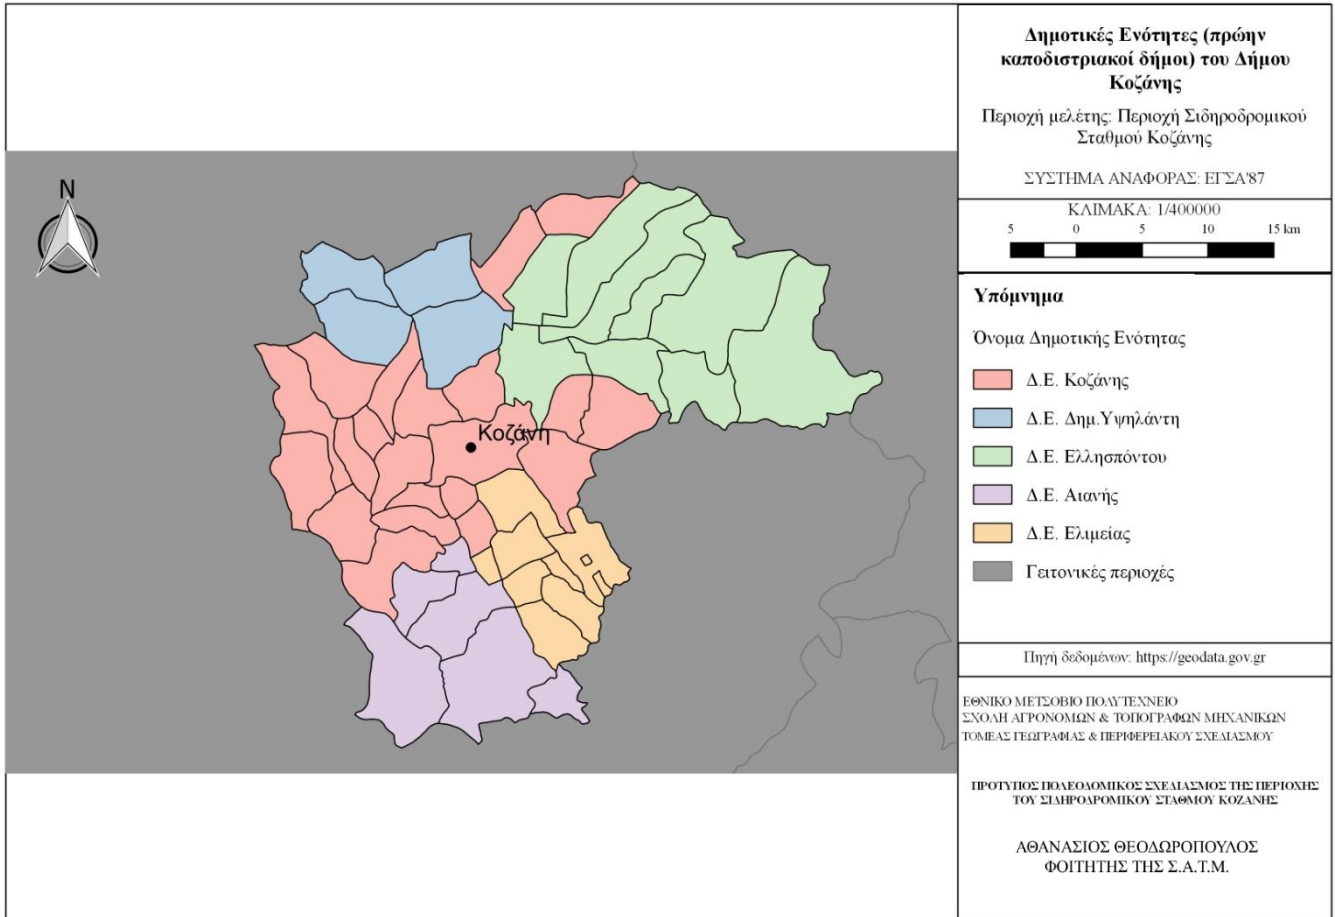 Δημοτικές Ενότητες (πρώην
καποδιστριακοί δήμοι) του Δήμου
Κοζάνης
Περιοχή μελέτης: Περιοχή Σιδηροδρομικού
Σταθμού Κοζάνης
ΣΥΣΤΗΜΑ ΑΝΑΦΟΡΑΣ: ΕΓΣΑ'87
ΚΛΙΜΑΚΑ: 1/400000
5 0 5 10 15 km
N
Κοζάνη
Υπόμνημα
Όνομα Δημοτικής Ενότητας
Δ.Ε. Κοζάνης
Δ.Ε. Δημ.Υψηλάντη
Δ.Ε. Ελλησπόντου
Δ.Ε. Αιανής
Δ.Ε. Ελιμείας
Γειτονικές περιοχές
Πηγή δεδομένων: https://geodata.gov.gr
ΕΘΝΙΚΟ ΜΕΤΣΟΒΙΟ ΠΟΛΥΤΕΧΝΕΙΟ
ΣΧΟΛΗ ΑΓΡΟΝΟΜΩΝ & ΤΟΠΟΓΡΑΦΩΝ ΜΗΧΑΝΙΚΩΝ
ΤΟΜΕΑΣ ΓΕΩΓΡΑΦΙΑΣ & ΠΕΡΙΦΕΡΕΙΑΚΟΥ ΣΧΕΔΙΑΣΜΟΥ
ΠΡΟΤΥΠΟΣ ΠΟΛΕΟΔΟΜΙΚΟΣ ΣΧΕΔΙΑΣΜΟΣ ΤΗΣ ΠΕΡΙΟΧΗΣ
ΤΟΥ ΣΙΔΗΡΟΔΡΟΜΙΚΟΥ ΣΤΑΘΜΟΥ ΚΟΖΑΝΗΣ
ΑΘΑΝΑΣΙΟΣ ΘΕΟΔΩΡΟΠΟΥΛΟΣ
ΦΟΙΤΗΤΗΣ ΤΗΣ Σ.Α.Τ.Μ.